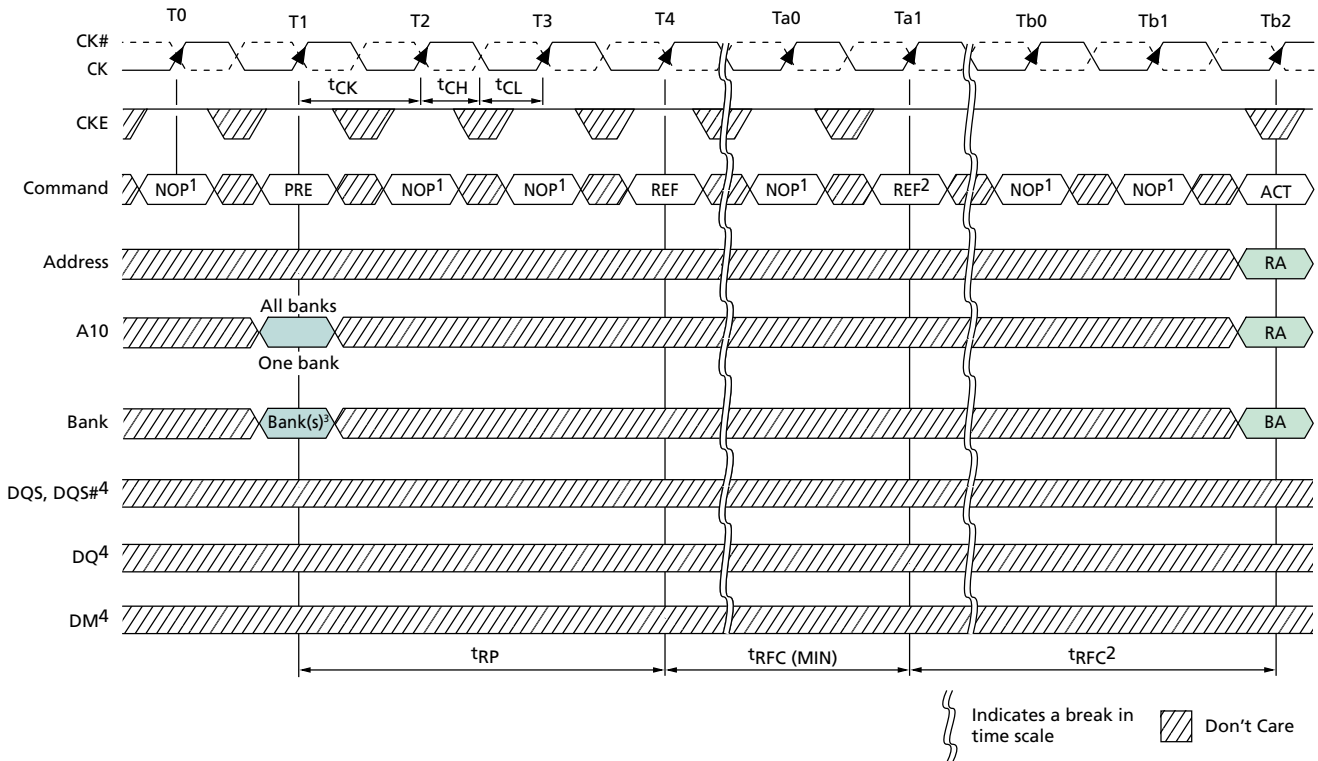 T0 T1 T2 T3 T4 Ta0 Ta1 Tb0 Tb1 Tb2
CK#
CK
tCK tCH tCL
CKE
Command NOP1 PRE NOP1 NOP1 REF NOP1 REF2 NOP1 NOP1 ACT
Address RA
All banks
A10 RA
One bank
Bank Bank(s)3 BA
DQS, DQS#4
DQ4
DM4
tRP tRFC (MIN) tRFC2
Indicates a break in
time scale
Don't Care